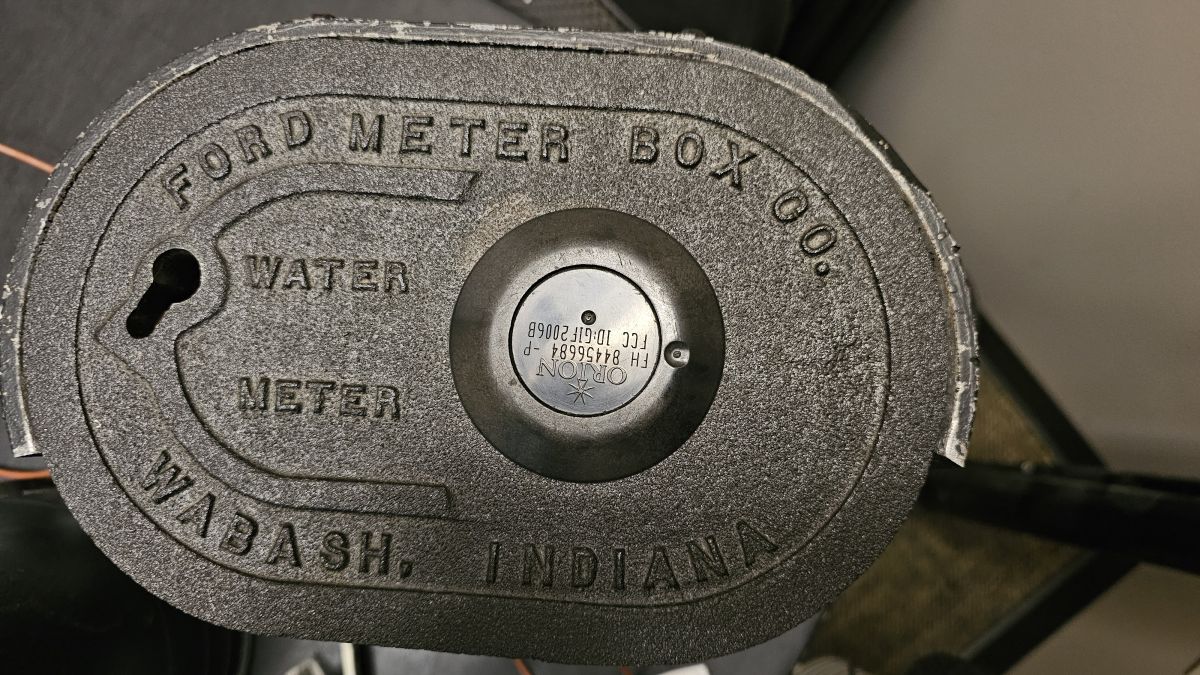 FORD METER BOX CO.
WATER
METER
WABASH, INDIANA
ORION
FH 84456684 -P
FCC ID:GIF2006B